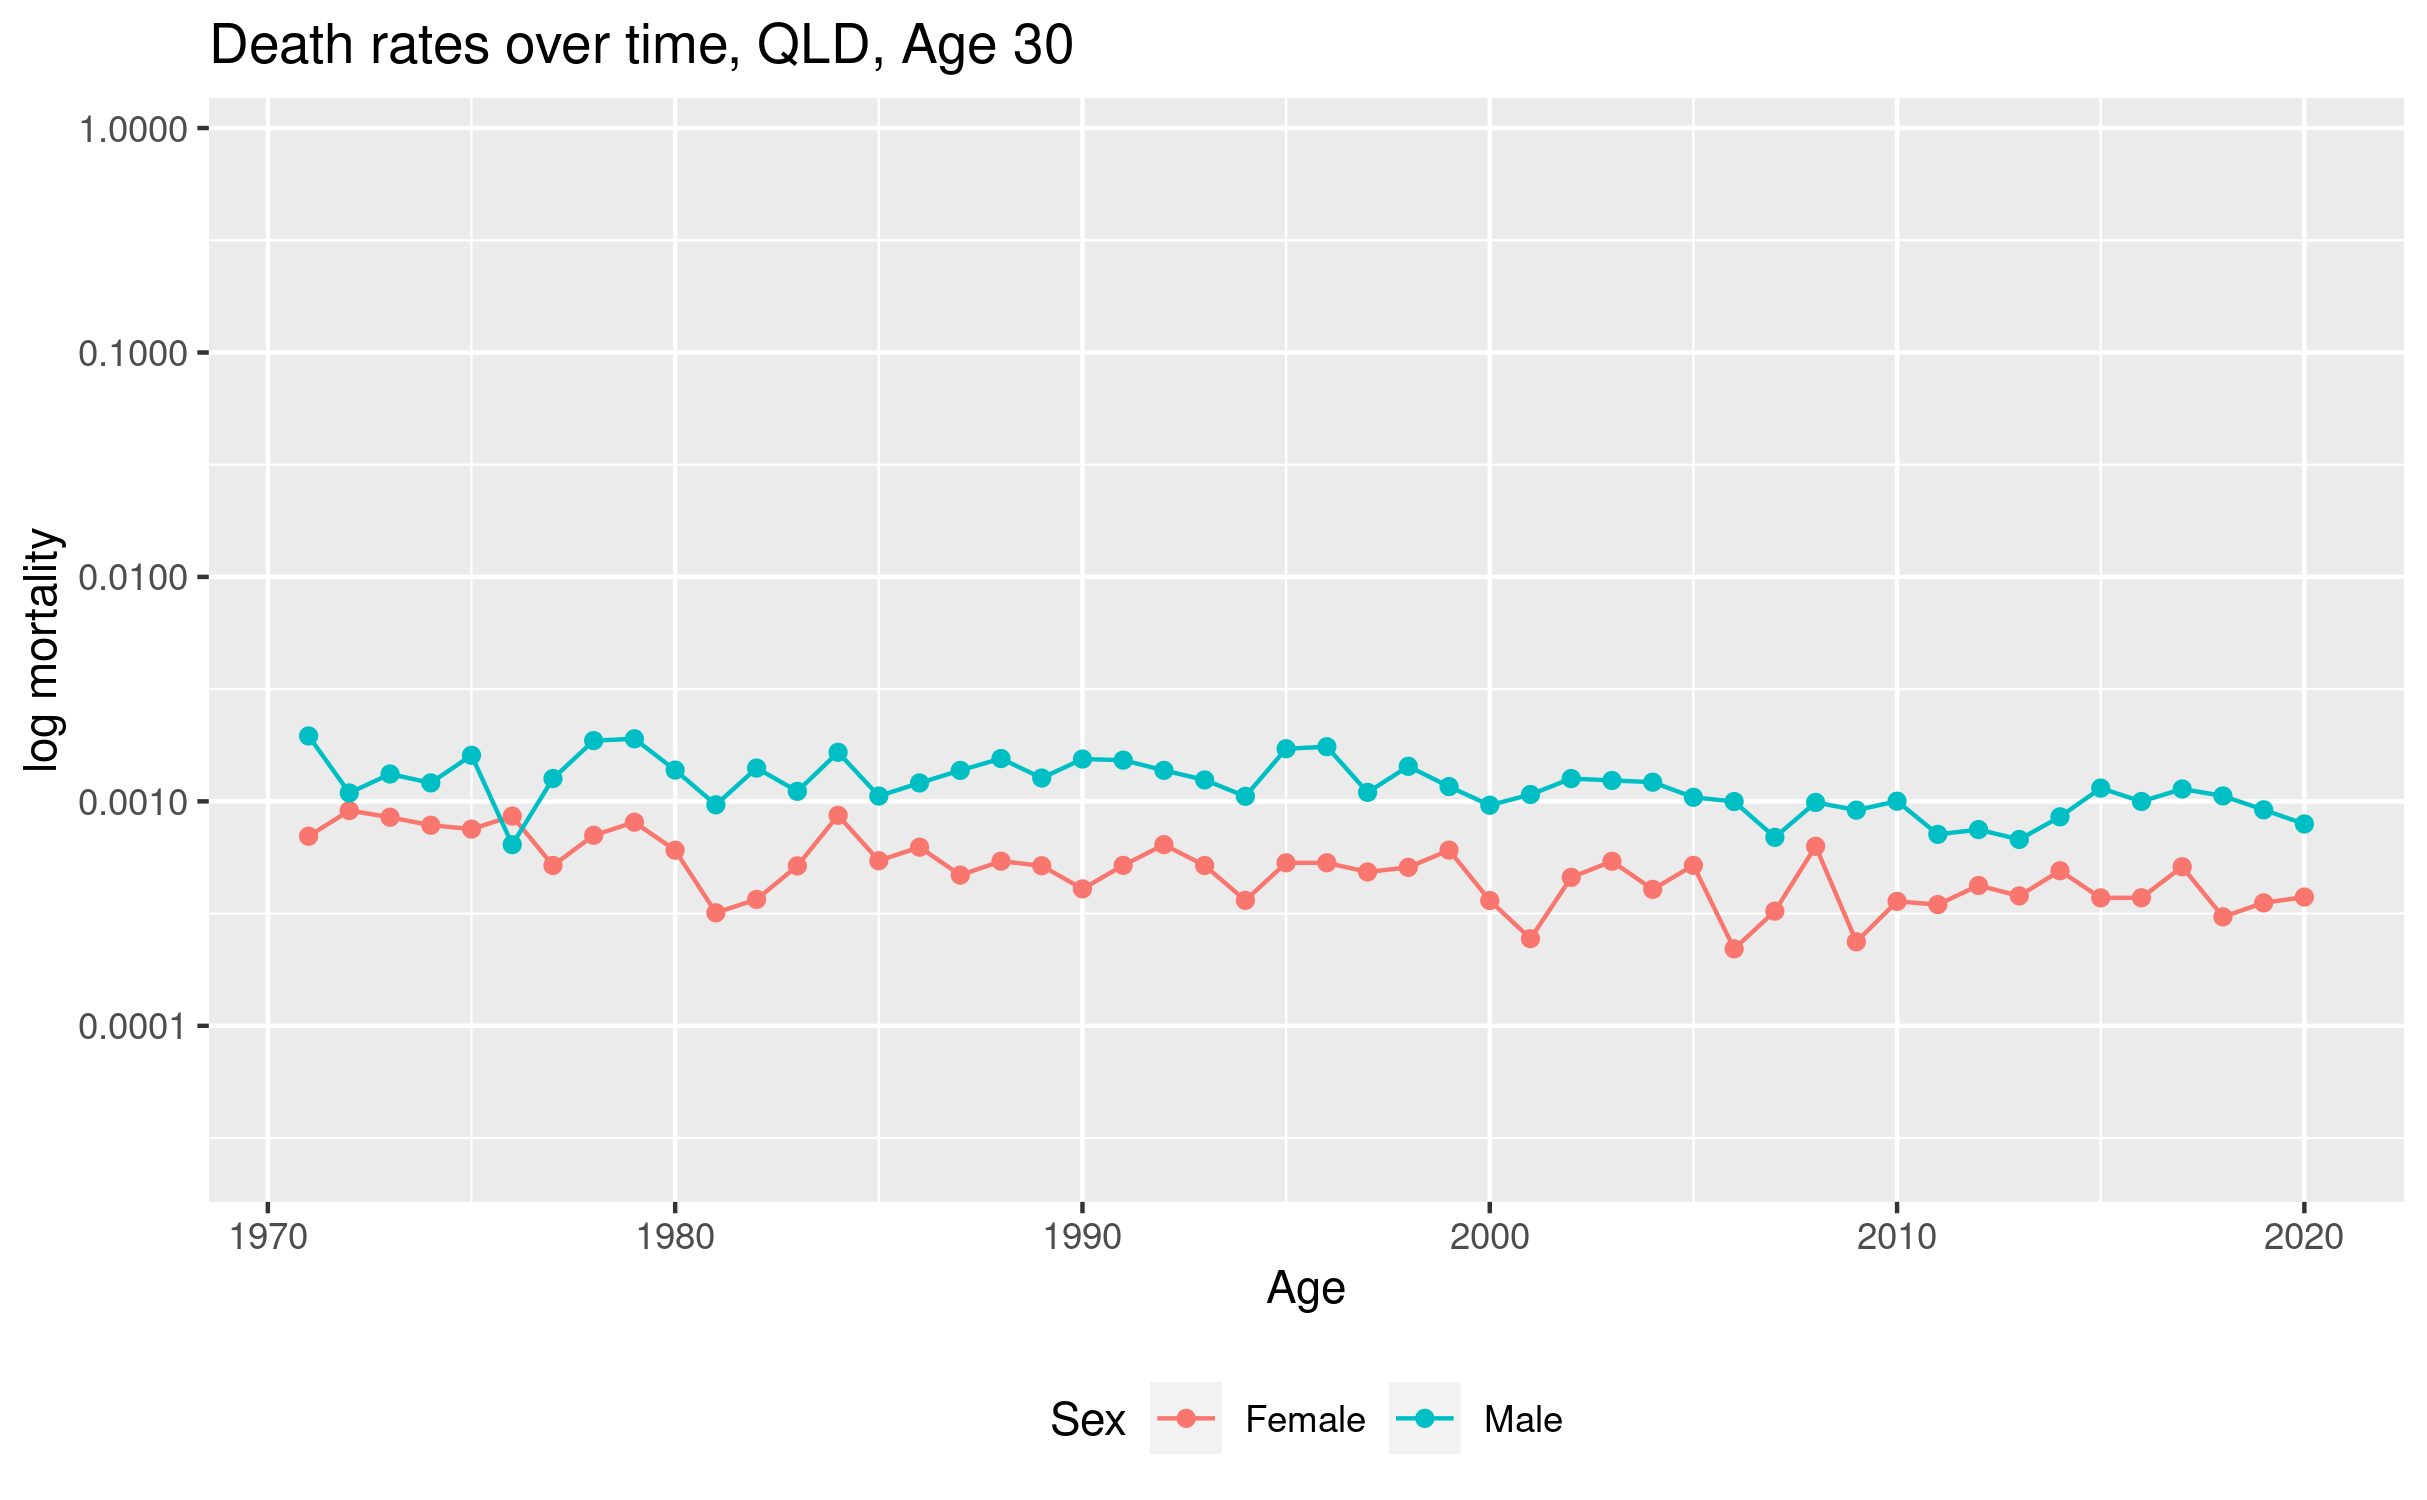 Death rates over time, QLD, Age 30
1.0000
0.1000
0.0100
0.0010
0.0001
log mortality
1970 1980 1990 2000 2010 2020
Age
Sex Female Male